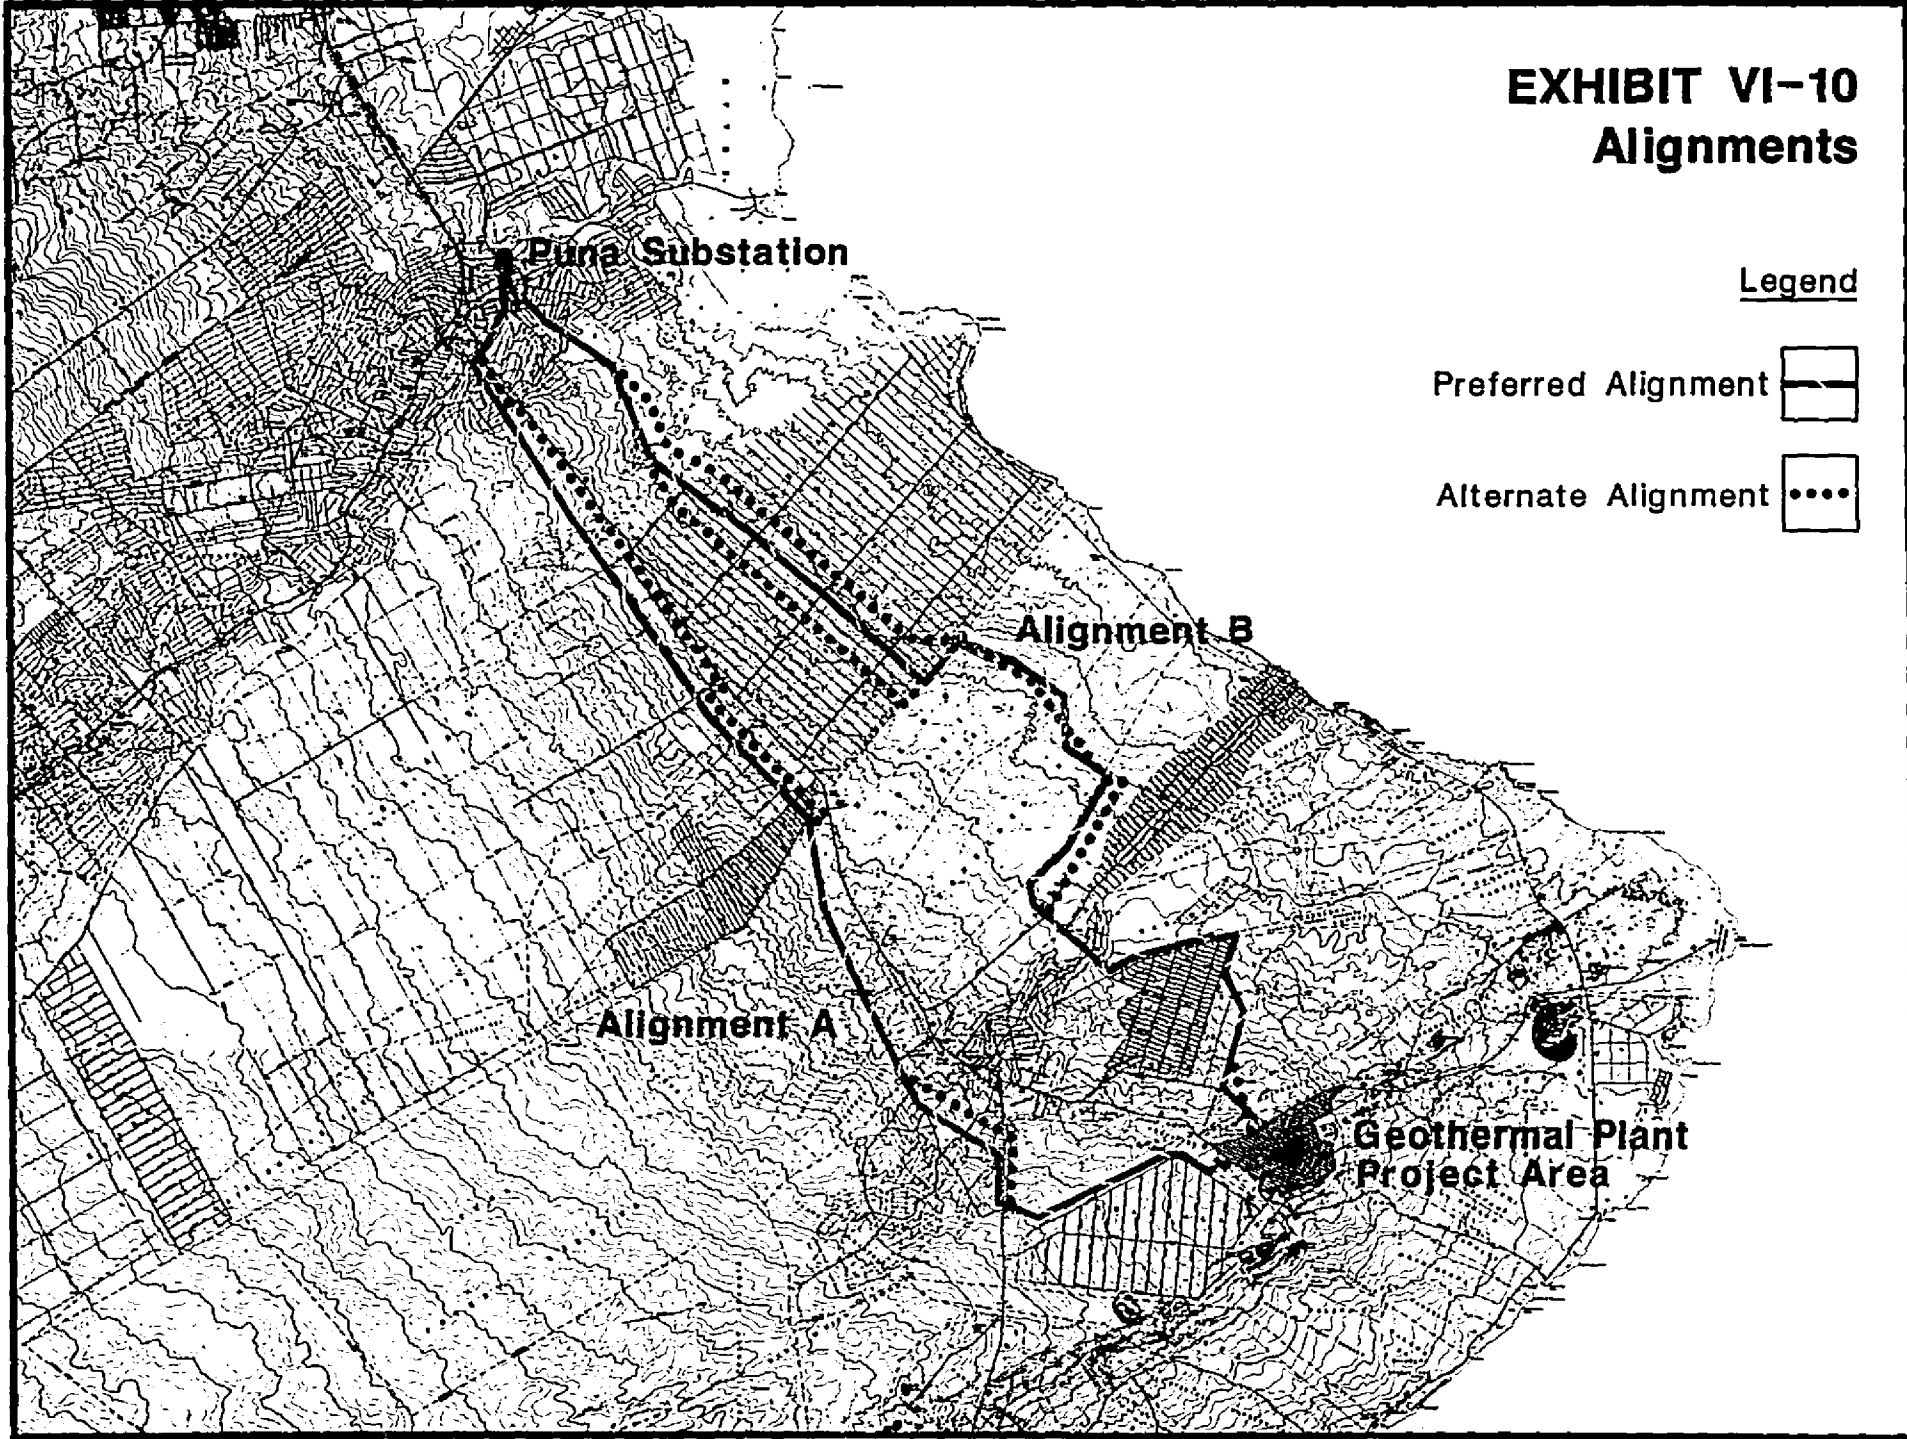 EXHIBIT VI-10
Alignments
Puna Substation
Legend
Preferred Alignment
Alternate Alignment
Alignment B
Alignment A
Geothermal Plant
Project Area